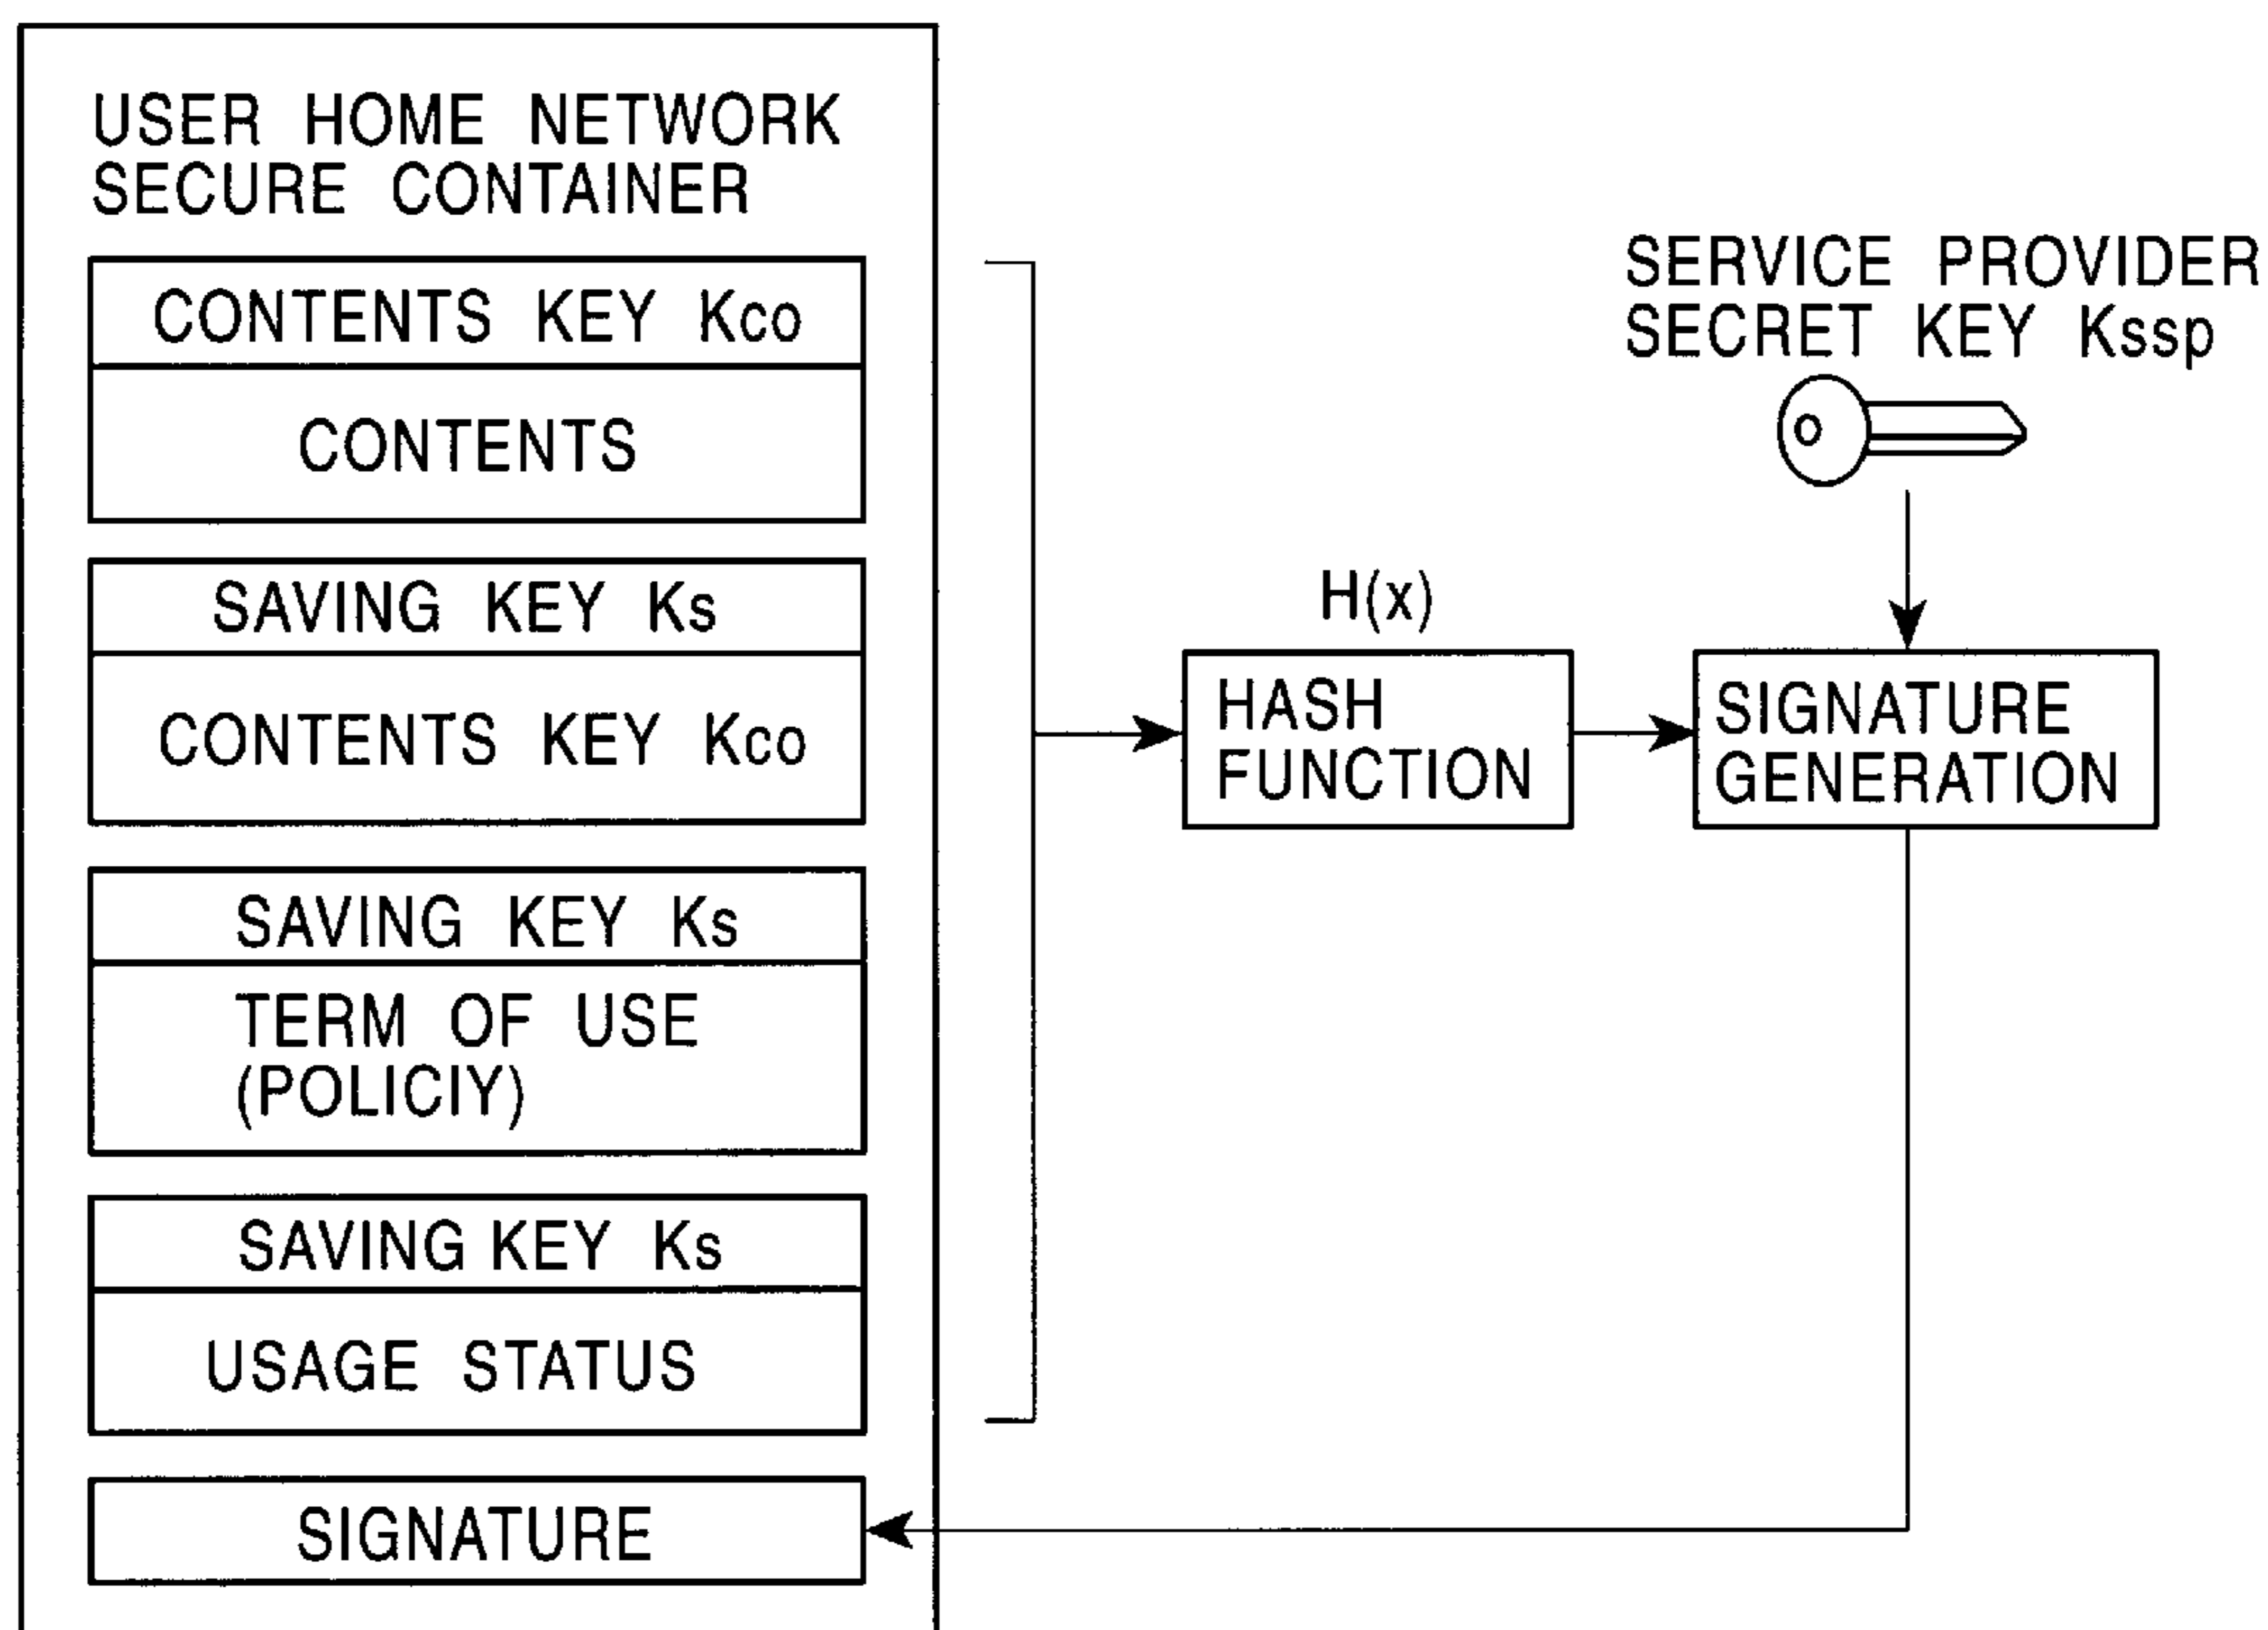 USER HOME NETWORK
SECURE CONTAINER
CONTENTS KEY Kco
CONTENTS
SAVING KEY Ks
CONTENTS KEY Kco
SAVING KEY Ks
TERM OF USE
(POLICIY)
SAVING KEY Ks
USAGE STATUS
SIGNATURE
H(x)
HASH
FUNCTION
SERVICE PROVIDER
SECRET KEY Kssp
SIGNATURE
GENERATION